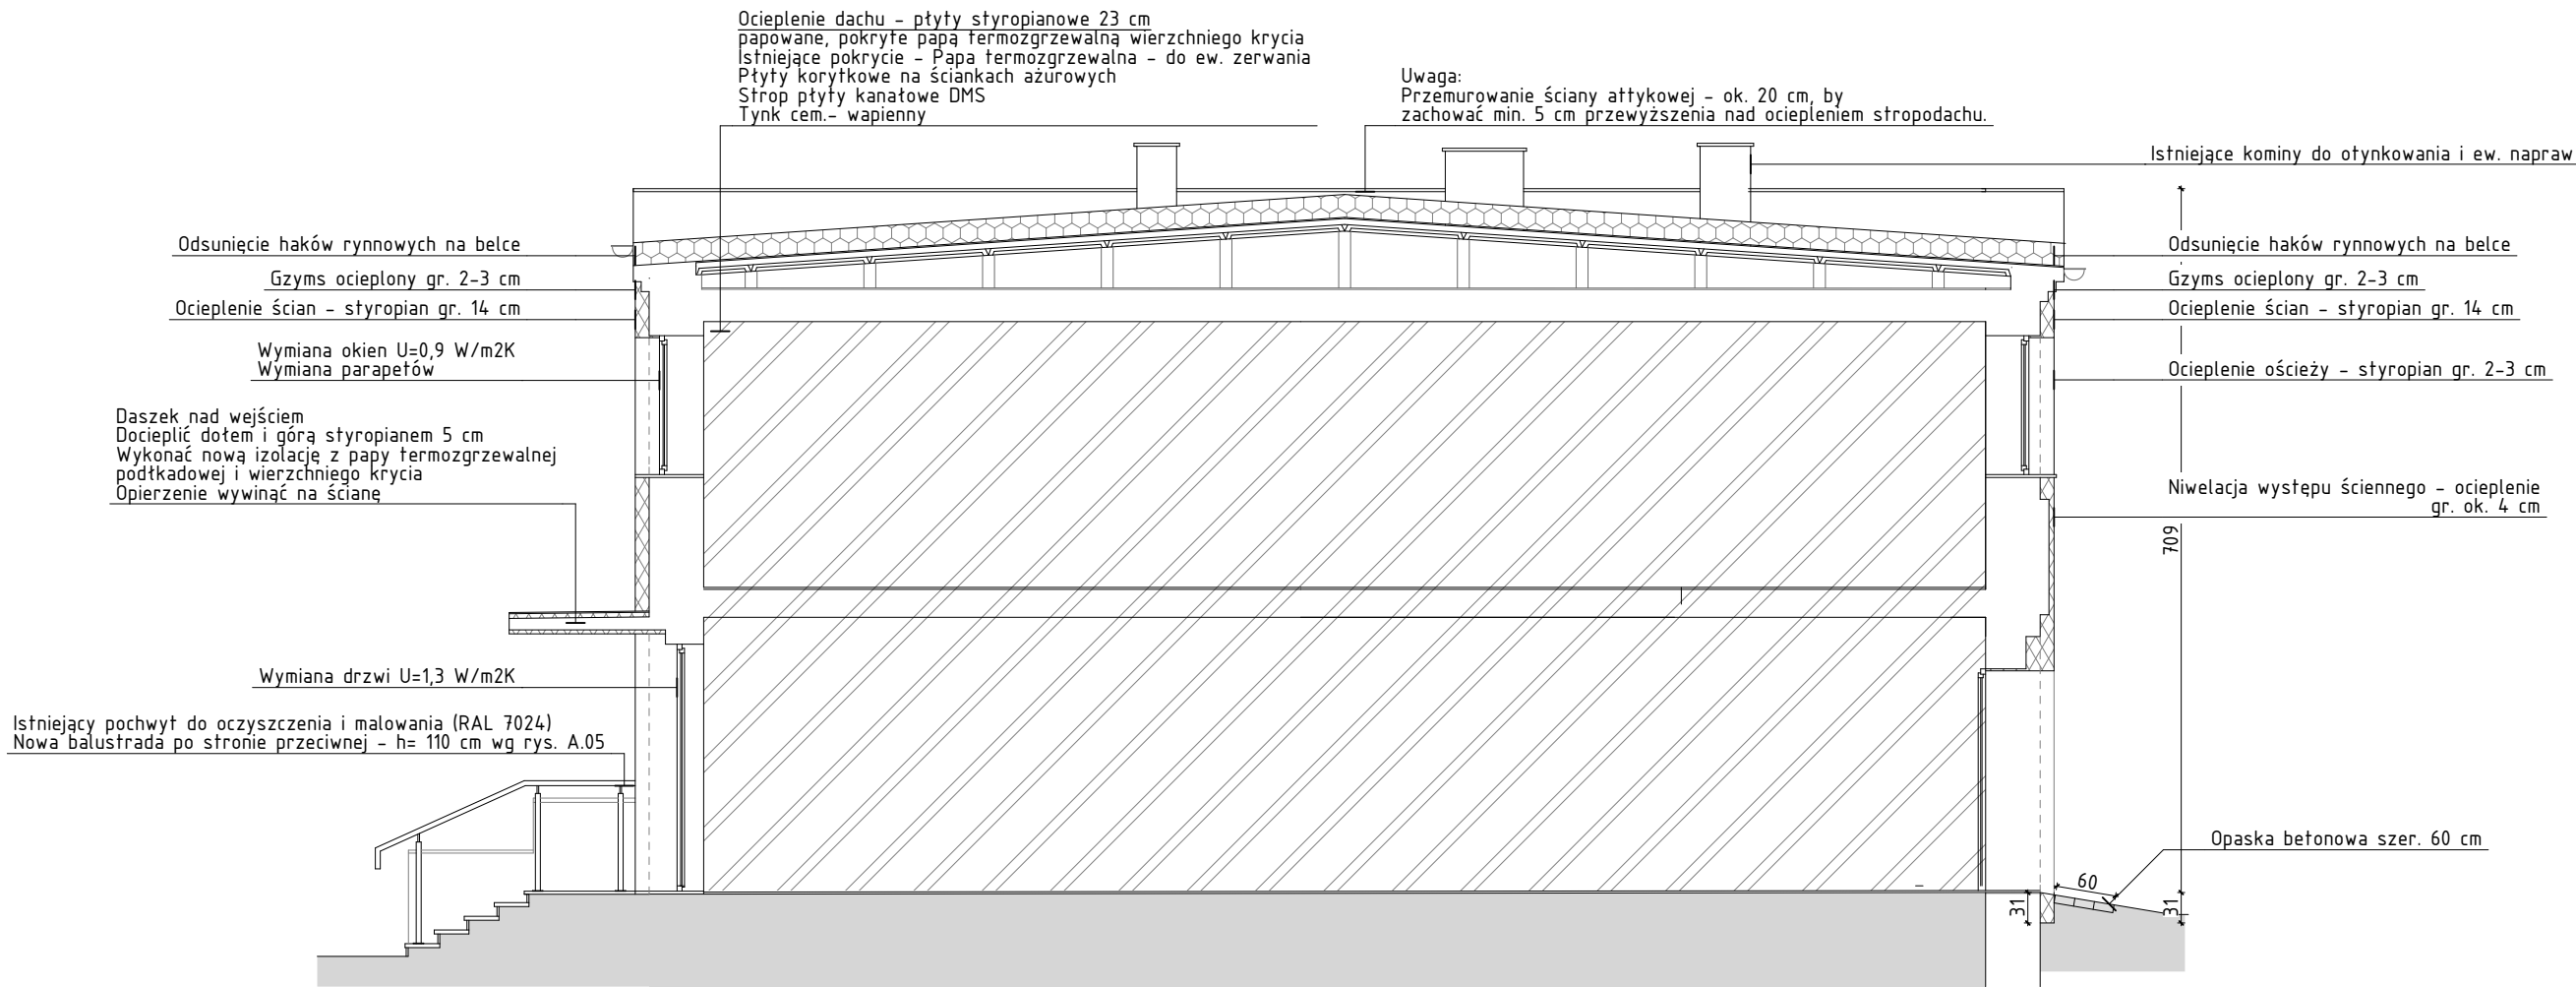 Ocieplenie dachu - płyty styropianowe 23 cm
papowane, pokryte papą termozgrzewalną wierzchniego krycia
Istniejące pokrycie - Papa termozgrzewalna - do ew. zerwania
Płyty korytkowe na ściankach ażurowych
Strop płyty kanałowe DMS
Tynk cem.- wapienny
Uwaga:
Przemurowanie ściany attykowej - ok. 20 cm, by
zachować min. 5 cm przewyższenia nad ociepleniem stropodachu.
Istniejące kominy do otynkowania i ew. napraw
Odsunięcie haków rynnowych na belce
Gzyms ocieplony gr. 2-3 cm
Ocieplenie ścian - styropian gr. 14 cm
Wymiana okien U=0,9 W/m2K
Wymiana parapetów
Daszek nad wejściem
Docieplić dołem i górą styropianem 5 cm
Wykonać nową izolację z papy termozgrzewalnej
podłkadowej i wierzchniego krycia
Opierzenie wywinąć na ścianę
Wymiana drzwi U=1,3 W/m2K
Istniejący pochwyt do oczyszczenia i malowania (RAL 7024)
Nowa balustrada po stronie przeciwnej - h= 110 cm wg rys. A.05
Odsunięcie haków rynnowych na belce
Gzyms ocieplony gr. 2-3 cm
Ocieplenie ścian - styropian gr. 14 cm
Ocieplenie ościeży - styropian gr. 2-3 cm
Niwelacja występu ściennego - ocieplenie
gr. ok. 4 cm
709
Opaska betonowa szer. 60 cm
60
31
31